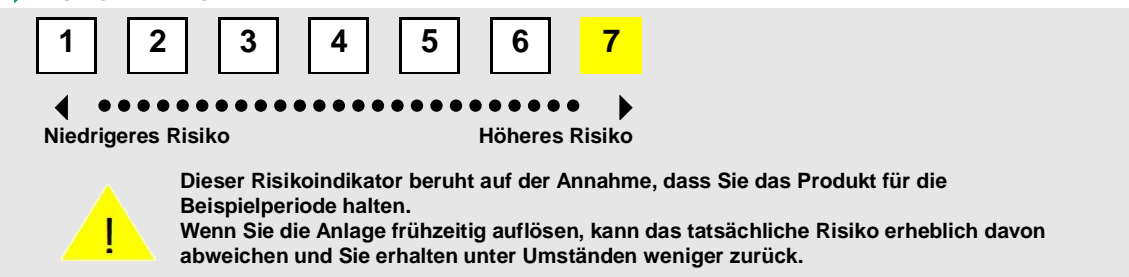 1 2 3 4 5 6 7
Niedrigeres Risiko Höheres Risiko
Dieser Risikoindikator beruht auf der Annahme, dass Sie das Produkt für die
Beispielperiode halten.
Wenn Sie die Anlage frühzeitig auflösen, kann das tatsächliche Risiko erheblich davon
abweichen und Sie erhalten unter Umständen weniger zurück.
!